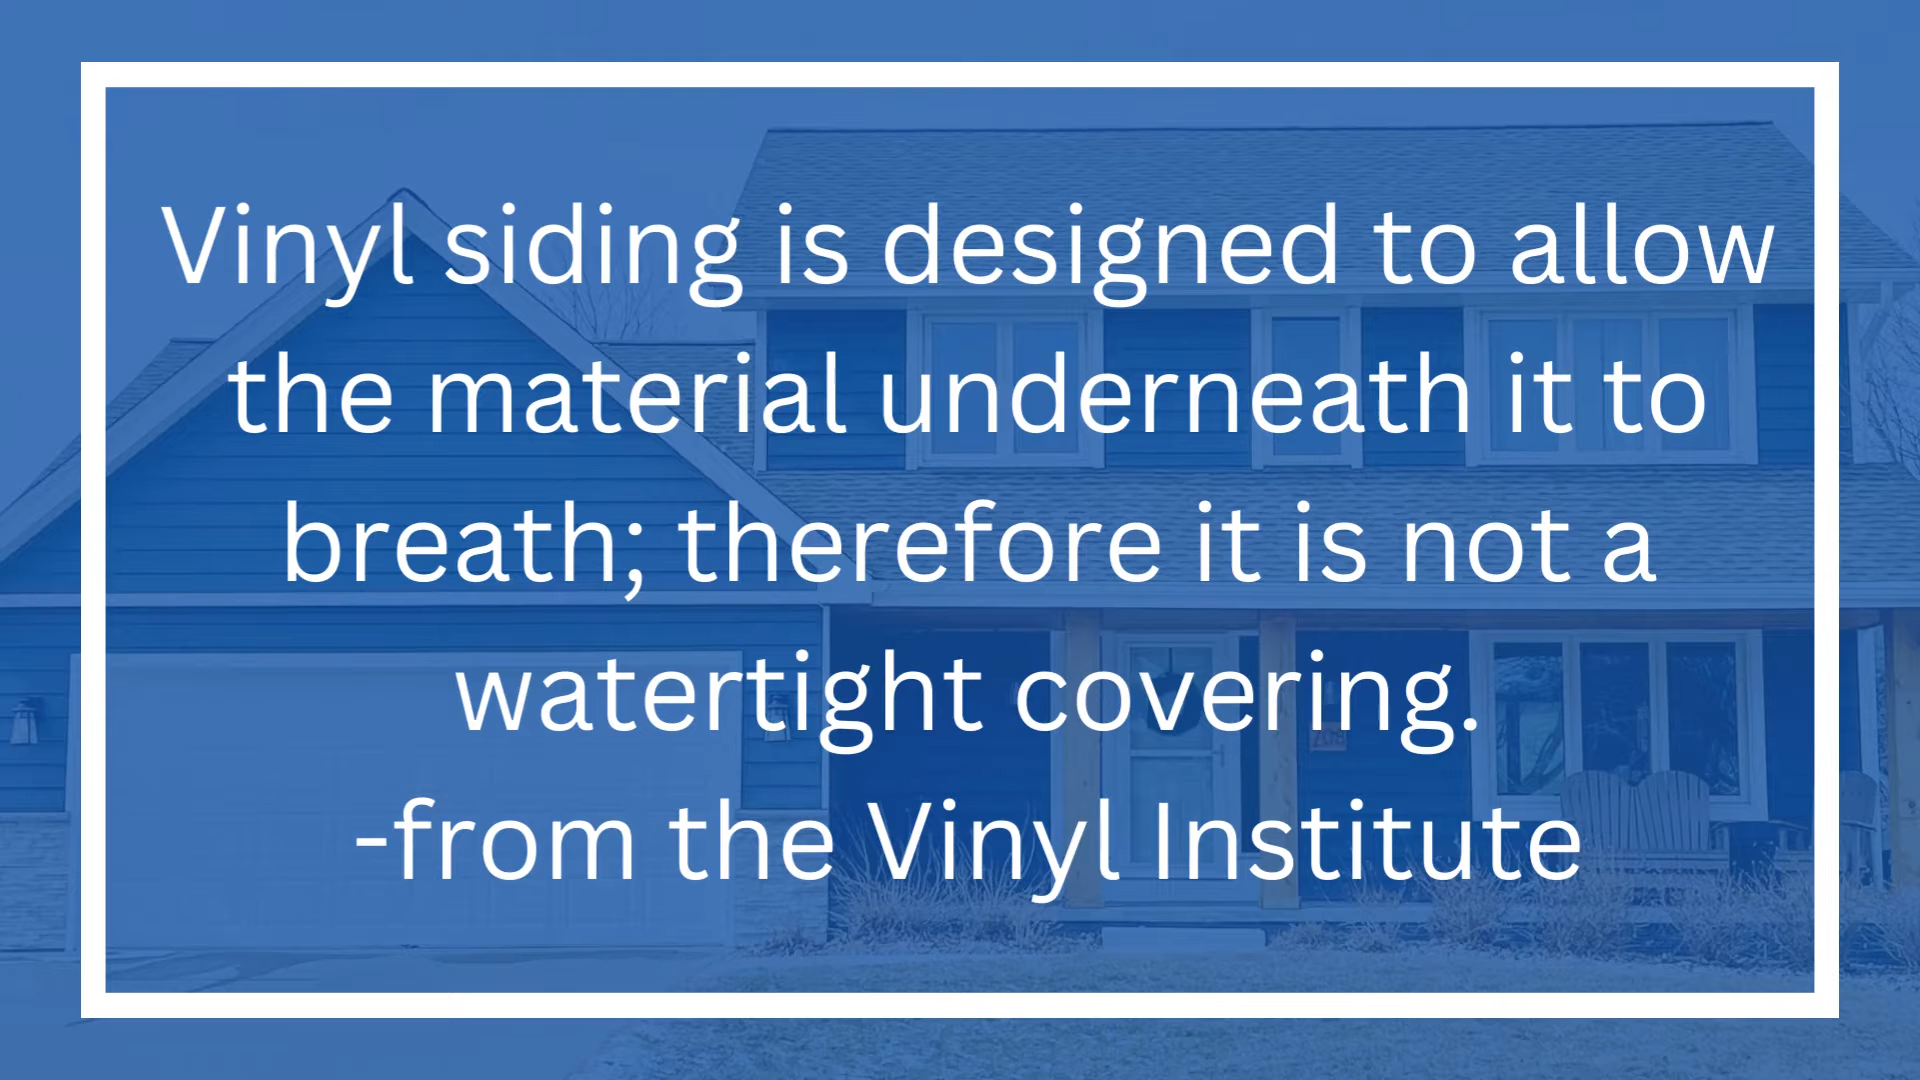 Vinyl siding is designed to allow
the material underneath it to
breath; therefore it is not a
watertight covering.
-from the Vinyl Institute